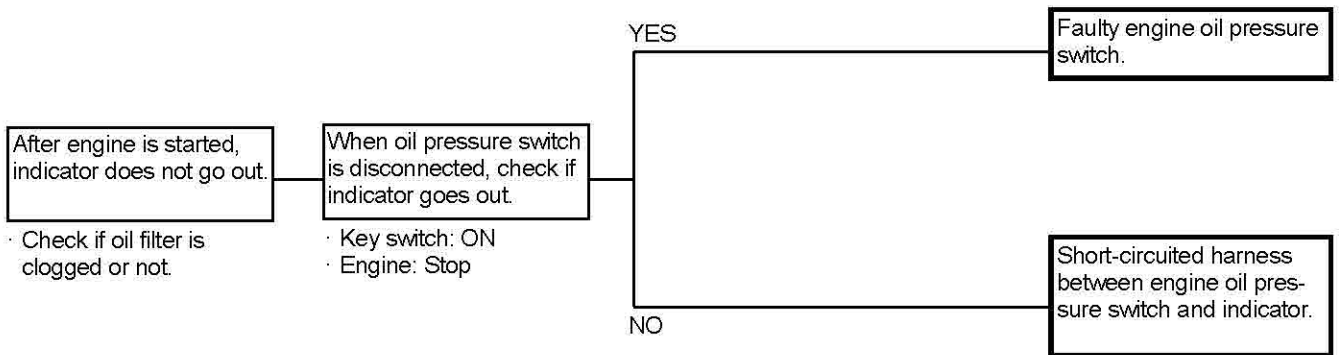 After engine is started,
indicator does not go out.
· Check if oil filter is
clogged or not.
When oil pressure switch
is disconnected, check if
indicator goes out.
· Key switch: ON
· Engine: Stop
YES
Faulty engine oil pressure
switch.
NO
Short-circuited harness
between engine oil pres-
sure switch and indicator.